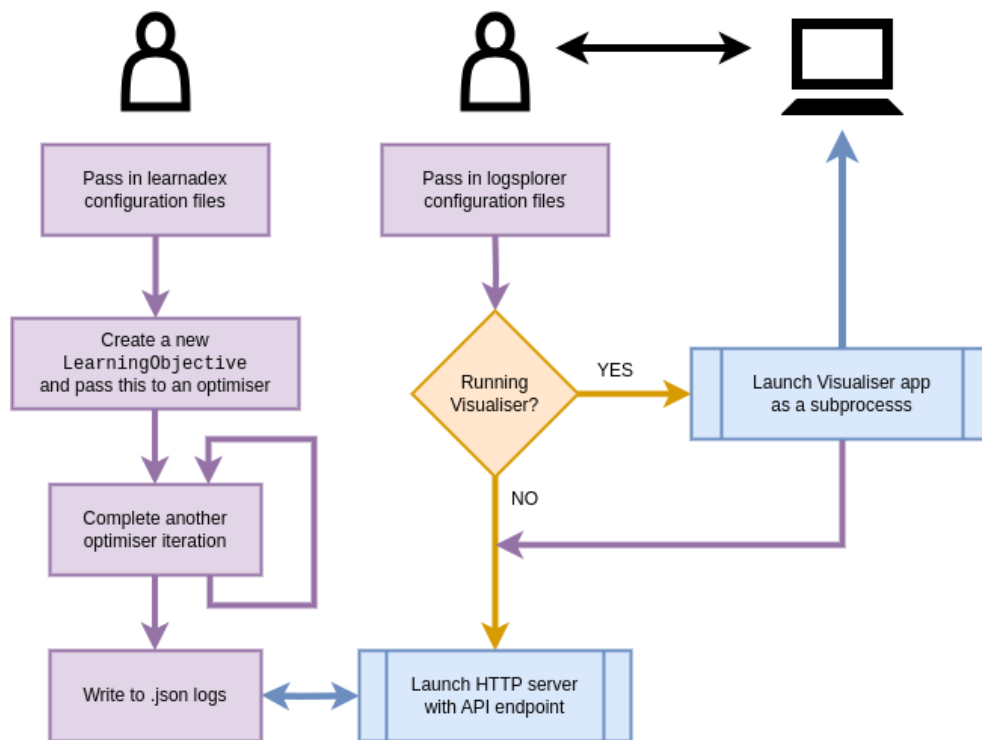 Pass in learnadex
configuration files
Pass in logsplorer
configuration files
Create a new
LearningObjective
and pass this to an optimiser
Running
Visualiser?
YES
Launch Visualiser app
as a subprocesss
NO
Complete another
optimiser iteration
Write to .json logs
Launch HTTP server
with API endpoint